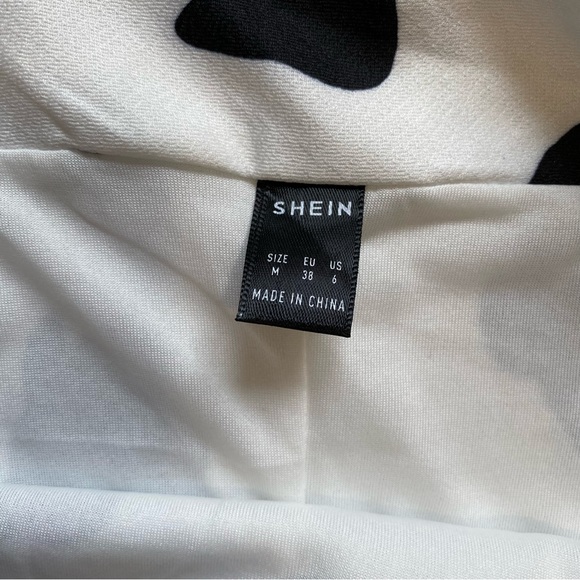 SHEIN
SIZE EU US
M 38 6
MADE IN CHINA